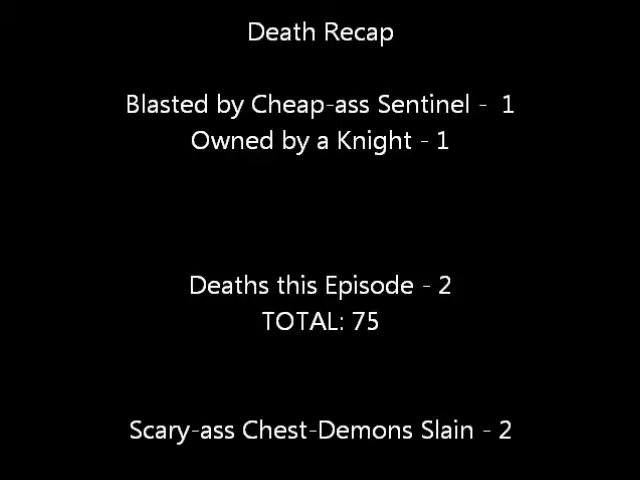 Death Recap
Blasted by Cheap-ass Sentinel -  1
Owned by a Knight - 1
Deaths this Episode - 2
TOTAL: 75
Scary-ass Chest-Demons Slain - 2